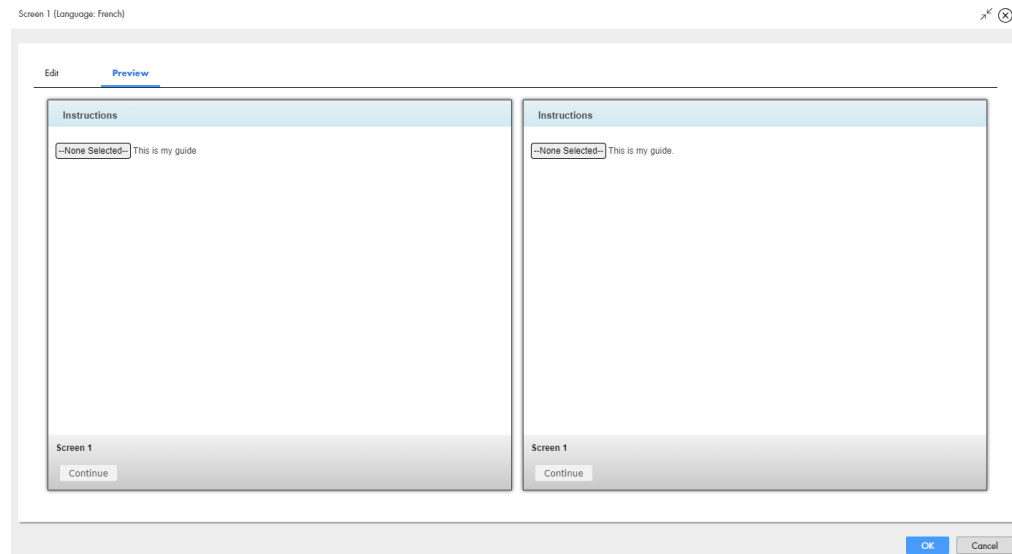 Screen 1 (Language: French)
Edit Preview
Instructions
--None Selected-- This is my guide
Screen 1
Continue
Instructions
--None Selected-- This is my guide.
Screen 1
Continue
OK Cancel